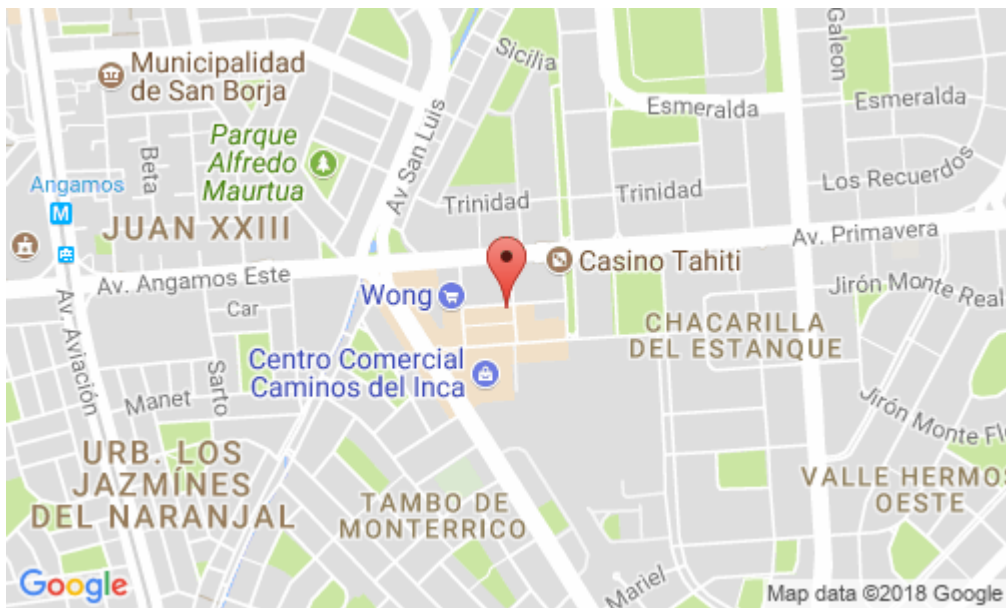 Sicilia
Galeon
Municipalidad
de San Borja
Esmeralda
Esmeralda
Av San Luis
Parque
Alfredo
Maurtua
Beta
Los Recuerdos
Angamos
M
Trinidad
Trinidad
JUAN XXIII
Av. Primavera
Casino Tahiti
Av. Angamos Este
Wong
Jirón Monte Real
Car
Av. Aviación
CHACARILLA
DEL ESTANQUE
Centro Comercial
Caminos del Inca
Sarto
Manet
Jirón Monte Fl
URB. LOS
JAZMÍNES
DEL NARANJAL
VALLE HERMOS
OESTE
TAMBO DE
MONTERRICO
Mariel
Google
Map data ©2018 Google